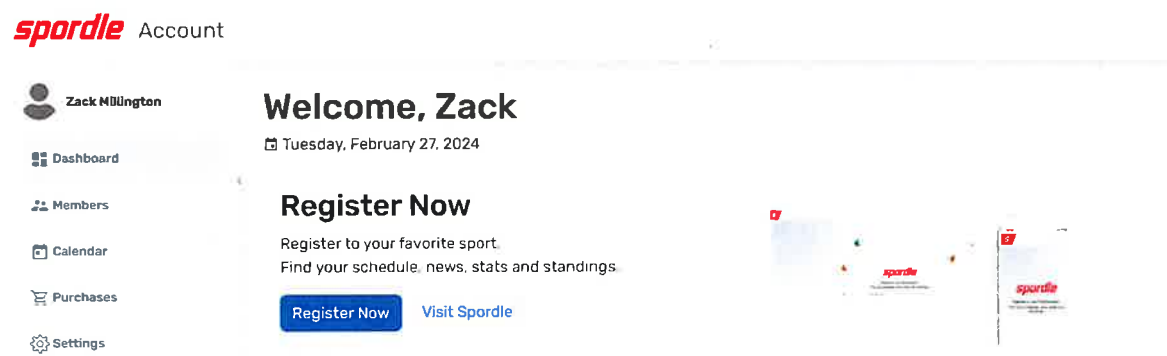 spordle Account
Zack Millington
Dashboard
Members
Calendar
Purchases
Settings
Welcome, Zack
Tuesday, February 27, 2024
Register Now
Register to your favorite sport.
Find your schedule, news, stats and standings.
Register Now Visit Spordle
spordle
spordle